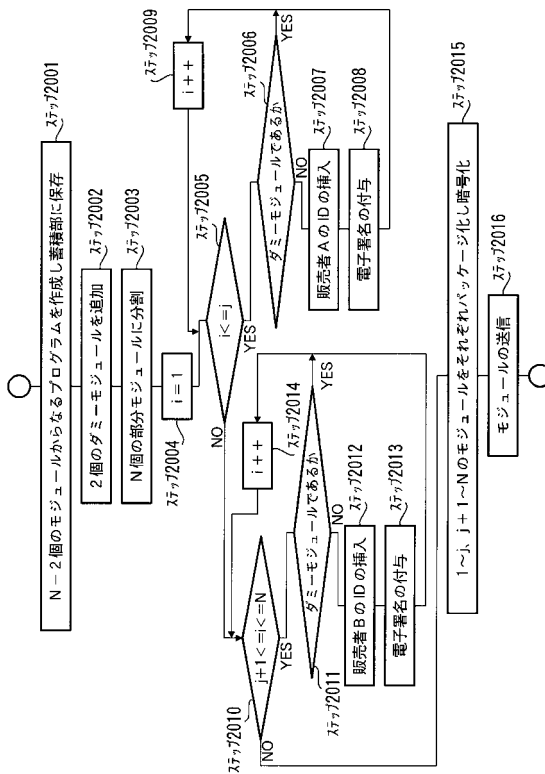 N－2個のモジュールからなるプログラムを作成し蓄積部に保存
ステップ2001
2個のダミーモジュールを追加
ステップ2002
N個の部分モジュールに分割
ステップ2003
i＝1
ステップ2004
i<=j
ステップ2005
YES
NO
ダミーモジュールであるか
ステップ2006
YES
NO
販売者AのIDの挿入
ステップ2007
電子署名の付与
ステップ2008
i＋＋
ステップ2009
j+1<=i<=N
ステップ2010
YES
NO
ダミーモジュールであるか
ステップ2011
YES
NO
販売者BのIDの挿入
ステップ2012
電子署名の付与
ステップ2013
i＋＋
ステップ2014
1～j、j＋1～Nのモジュールをそれぞれパッケージ化し暗号化
ステップ2015
モジュールの送信
ステップ2016